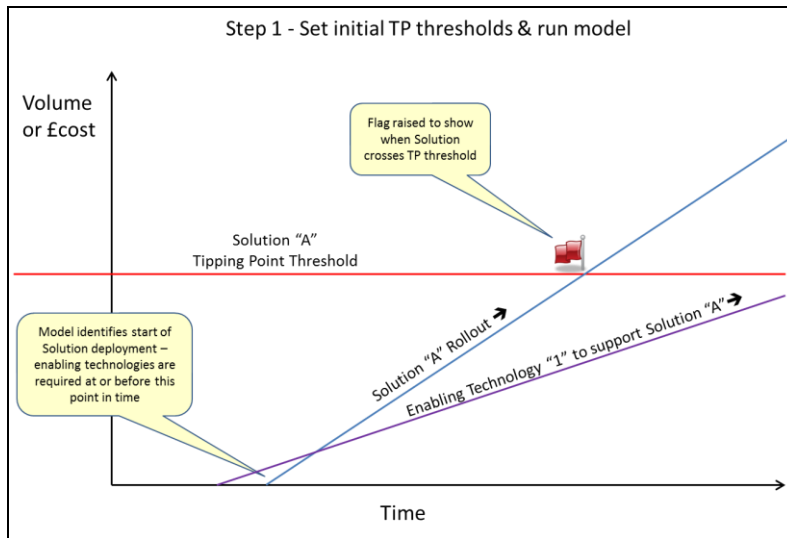 Step 1 - Set initial TP thresholds & run model
Volume
or £cost
Flag raised to show
when Solution
crosses TP threshold
Solution “A”
Tipping Point Threshold
Model identifies start of
Solution deployment –
enabling technologies are
required at or before this
point in time
Solution “A” Rollout
Enabling Technology “1” to support Solution “A”
Time